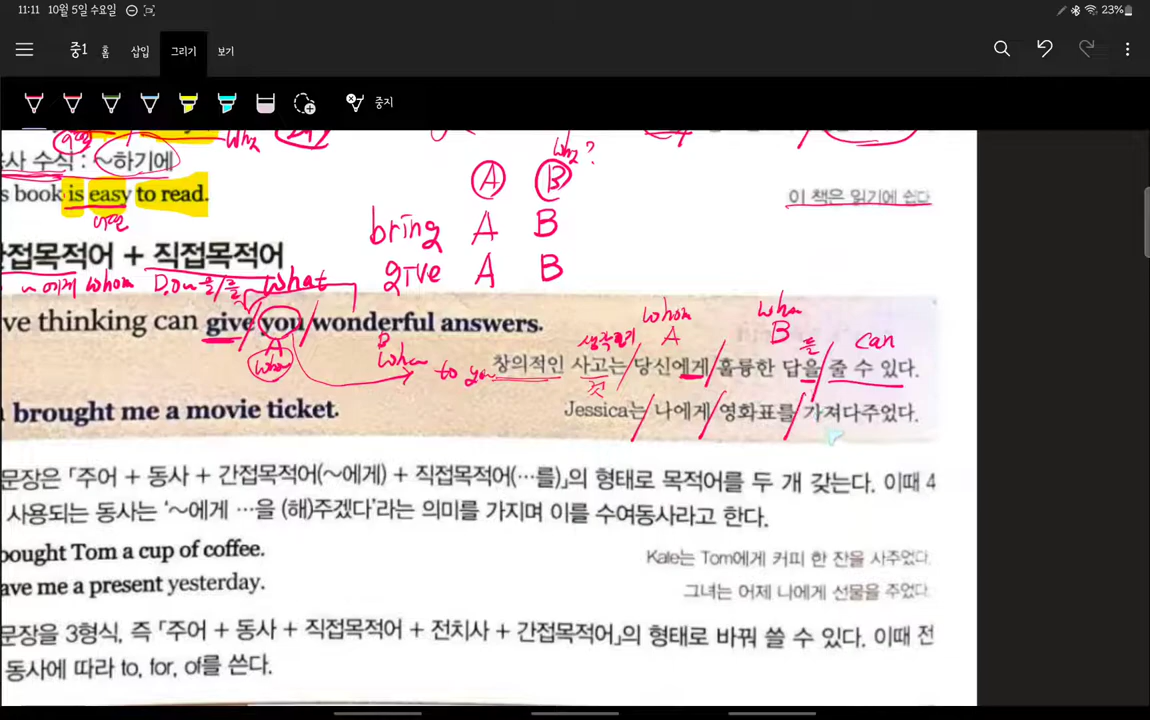 11:11 10월 5일 수요일 23%
중1 홈 삽입 그리기 보기
중지
사 수식 : ~하기에
s book is easy to read. 이 책은 읽기에 쉽다
A B
bring A B
give A B
간접목적어 + 직접목적어
~에게 whom D.O 을/를 what
ve thinking can give/you/wonderful answers.
whom A B 를 can
to you 창의적인 사고는/당신에게/훌륭한 답을/줄 수 있다.
것
brought me a movie ticket. Jessica는/나에게/영화표를/가져다주었다.
문장은 「주어 + 동사 + 간접목적어(~에게) + 직접목적어(…를)」의 형태로 목적어를 두 개 갖는다. 이때 4
사용되는 동사는 '~에게 …을 (해)주겠다'라는 의미를 가지며 이를 수여동사라고 한다.
bought Tom a cup of coffee. Kale는 Tom에게 커피 한 잔을 사주었다.
ave me a present yesterday. 그녀는 어제 나에게 선물을 주었다.
문장을 3형식, 즉 「주어 + 동사 + 직접목적어 + 전치사 + 간접목적어」의 형태로 바꿔 쓸 수 있다. 이때 전
동사에 따라 to, for, of를 쓴다.